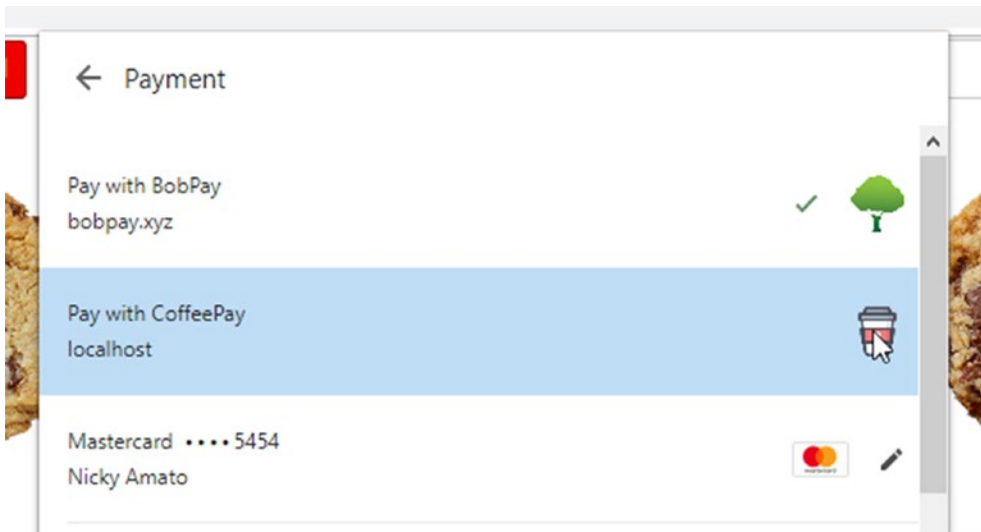 Payment
Pay with BobPay
bobpay.xyz
Pay with CoffeePay
localhost
Mastercard •••• 5454
Nicky Amato